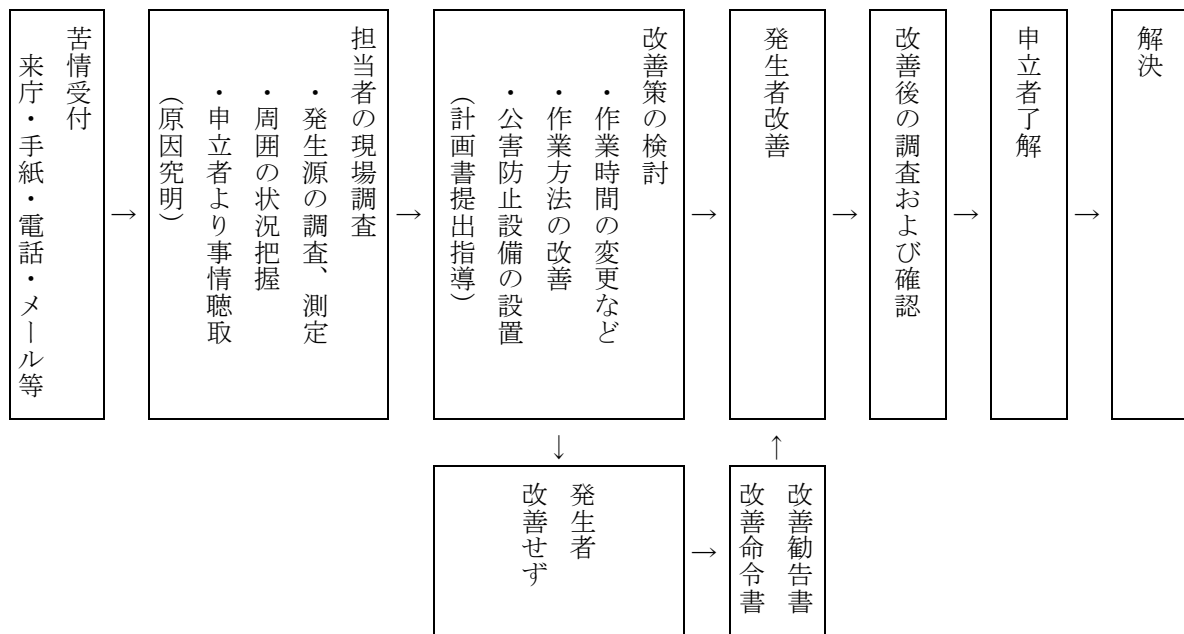 苦情受付
来庁・手紙・電話・メール等
→
担当者の現場調査
・発生源の調査、測定
・周囲の状況把握
・申立者より事情聴取
（原因究明）
→
改善策の検討
・作業時間の変更など
・作業方法の改善
・公害防止設備の設置
（計画書提出指導）
→
発生者改善
→
改善後の調査および確認
→
申立者了解
→
解決
↓
発生者
改善せず
→
改善勧告書
改善命令書
↑